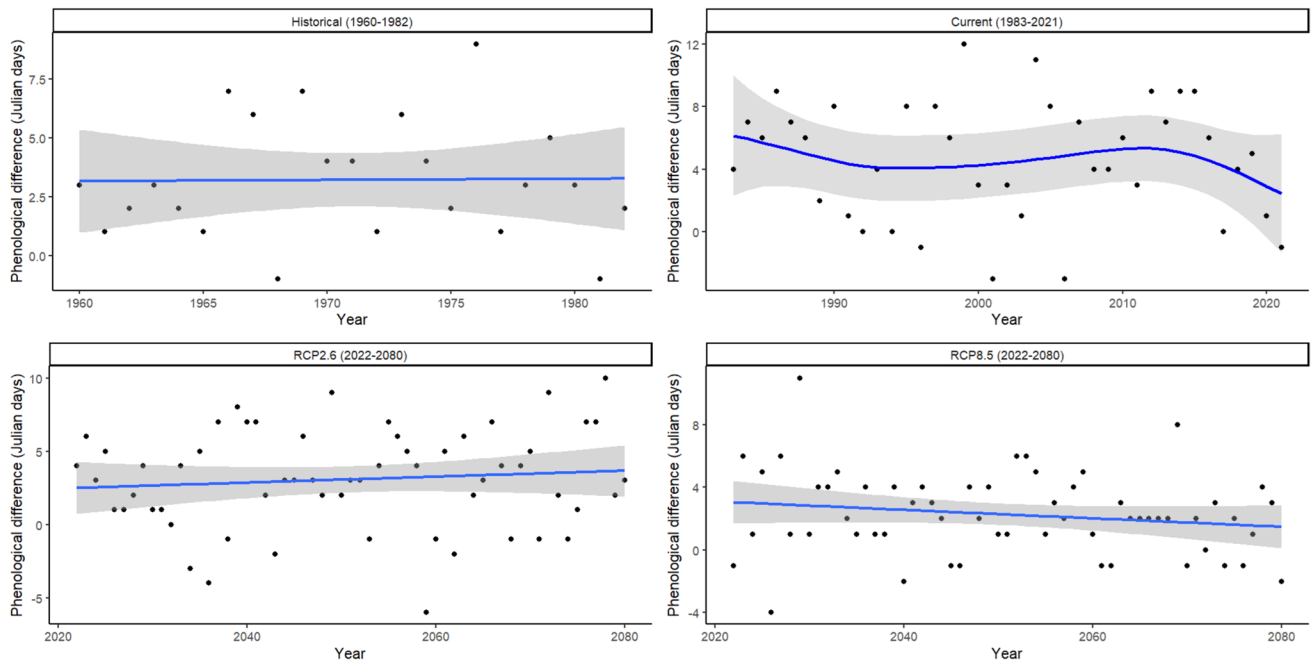 Historical (1960-1982)
Phenological difference (Julian days)
7.5
5.0
2.5
0.0
1960
1965
1970
1975
1980
Year
Current (1983-2021)
Phenological difference (Julian days)
12
8
4
0
1990
2000
2010
2020
Year
RCP2.6 (2022-2080)
Phenological difference (Julian days)
10
5
0
-5
2020
2040
2060
2080
Year
RCP8.5 (2022-2080)
Phenological difference (Julian days)
8
4
0
-4
2020
2040
2060
2080
Year